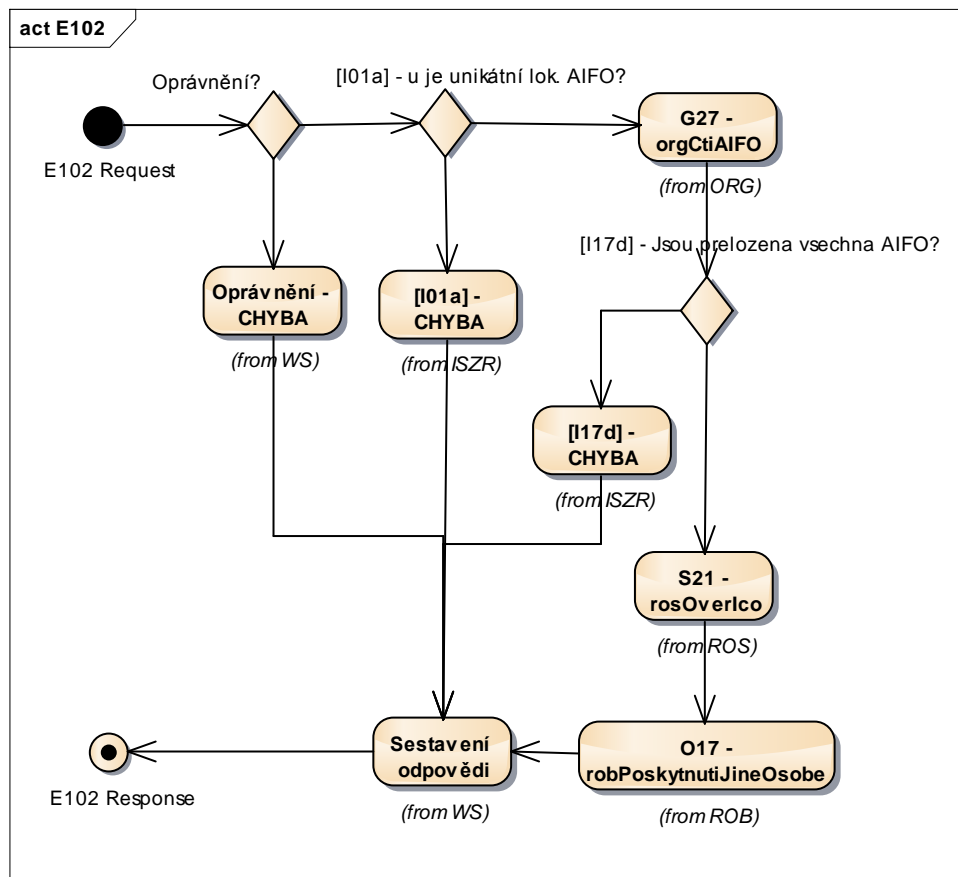 act E102
Oprávnění?
[I01a] - u je unikátní lok. AIFO?
E102 Request
G27 -
orgCtiAIFO
(from ORG)
[I17d] - Jsou prelozena vsechna AIFO?
Oprávnění -
CHYBA
(from WS)
[I01a] -
CHYBA
(from ISZR)
[I17d] -
CHYBA
(from ISZR)
S21 -
rosOverIco
(from ROS)
Sestavení
odpovědi
(from WS)
O17 -
robPoskytnutiJineOsobe
(from ROB)
E102 Response